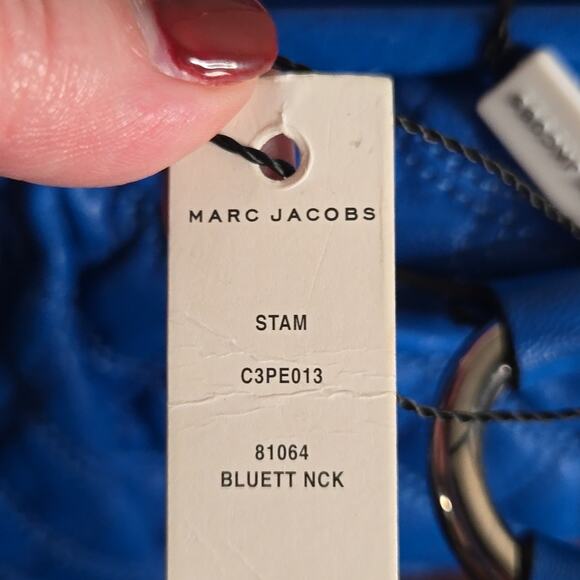 MARC JACOBS
STAM
C3PE013
81064
BLUETT NCK